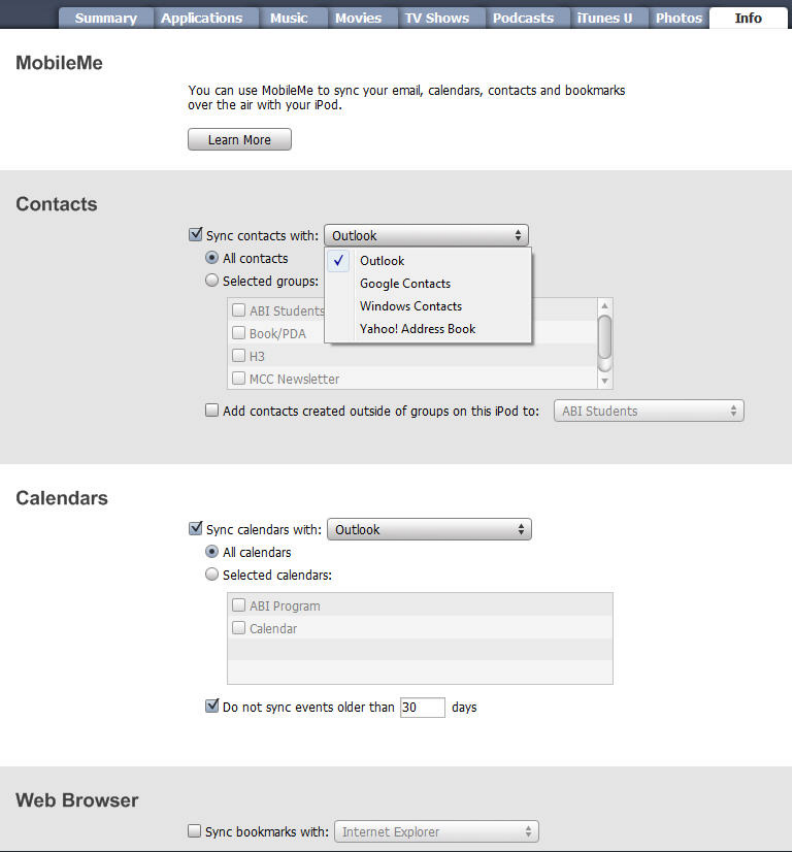 Summary Applications Music Movies TV Shows Podcasts iTunes U Photos Info
MobileMe
You can use MobileMe to sync your email, calendars, contacts and bookmarks
over the air with your iPod.
Learn More
Contacts
Sync contacts with: Outlook
All contacts
Selected groups:
Outlook
Google Contacts
Windows Contacts
Yahoo! Address Book
ABI Students
Book/PDA
H3
MCC Newsletter
Add contacts created outside of groups on this iPod to: ABI Students
Calendars
Sync calendars with: Outlook
All calendars
Selected calendars:
ABI Program
Calendar
Do not sync events older than 30 days
Web Browser
Sync bookmarks with: Internet Explorer